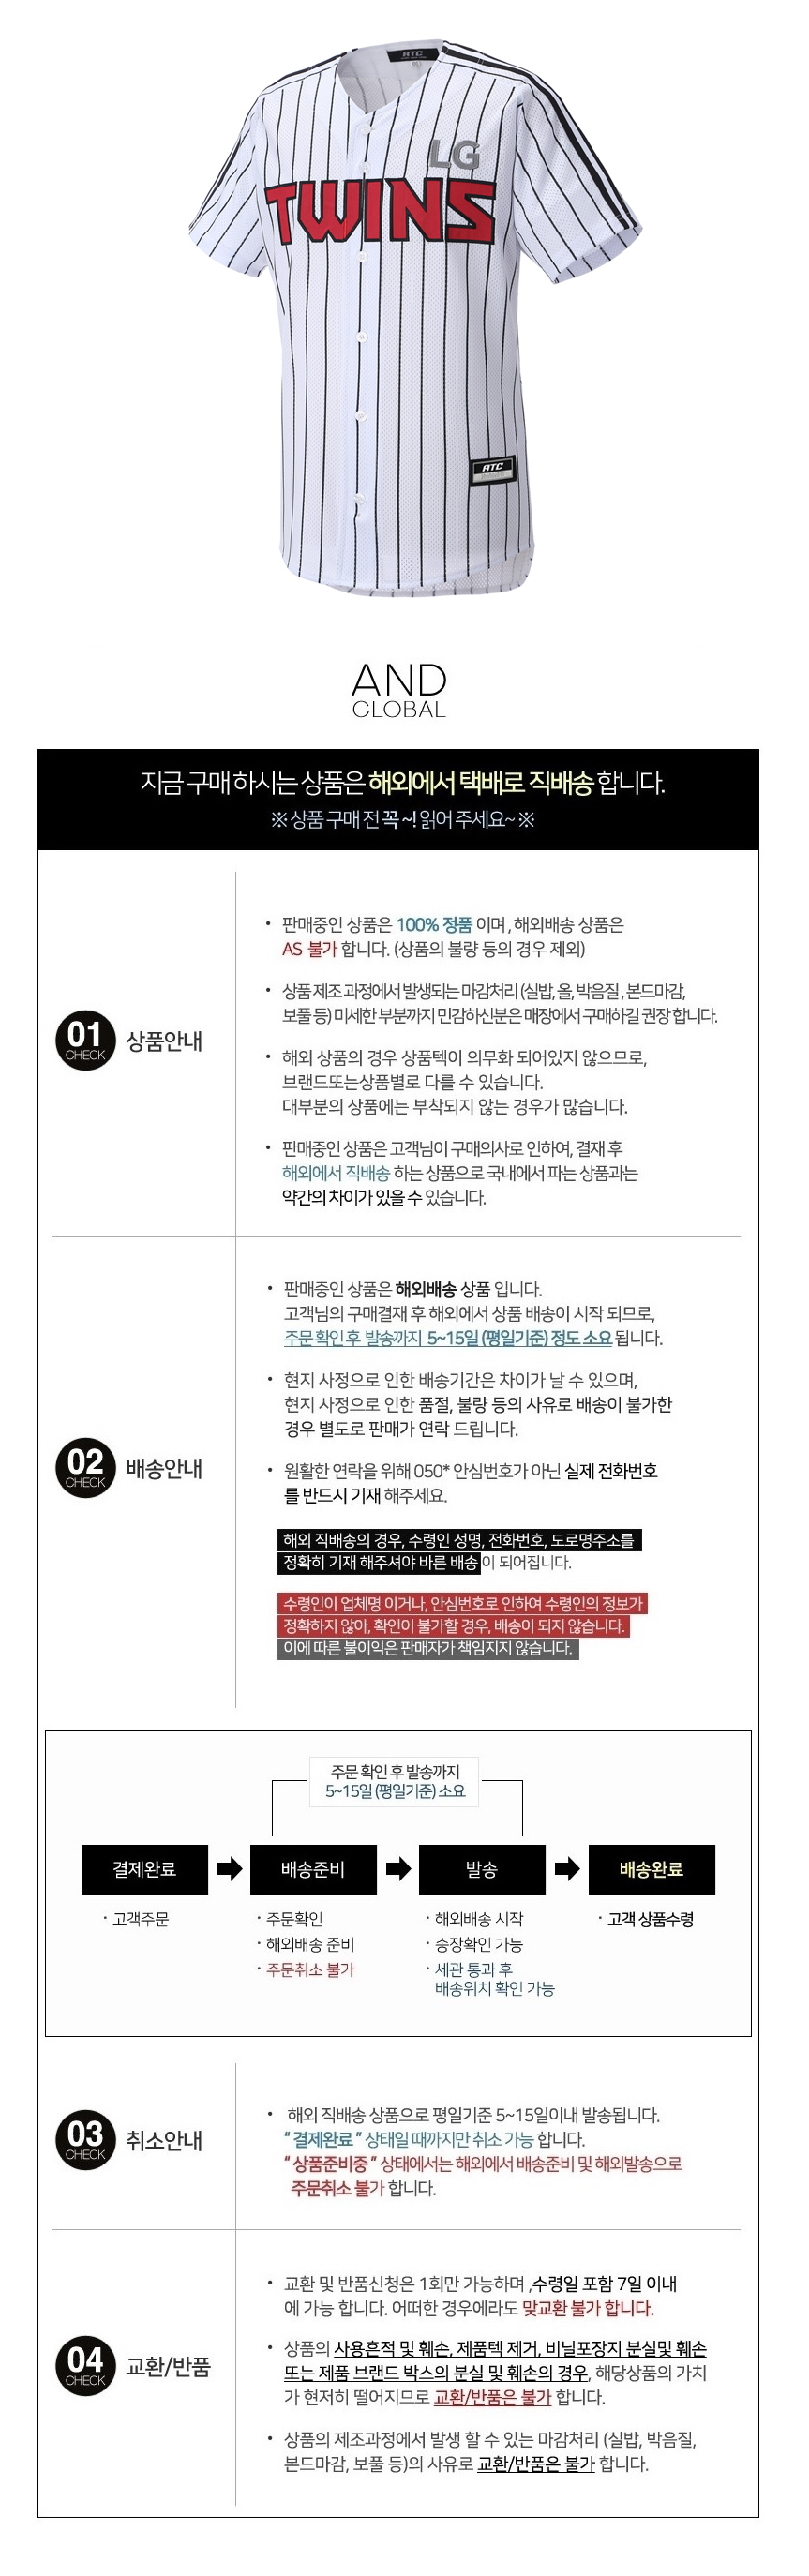 ATC
LG
TWINS
ATC
AND
GLOBAL
지금 구매하시는 상품은 해외에서 택배로 직배송 합니다.
※ 상품 구매 전 꼭 ~! 읽어 주세요~ ※
01
CHECK
상품안내
• 판매중인 상품은 100% 정품 이며, 해외배송 상품은
AS 불가 합니다. (상품의 불량 등의 경우 제외)
• 상품 제조 과정에서 발생되는 마감처리 (실밥, 올, 박음질, 본드마감,
보풀 등) 미세한 부분까지 민감하신분은 매장에서 구매하길 권장 합니다.
• 해외 상품의 경우 상품텍이 의무화 되어있지 않으므로,
브랜드또는상품별로 다를 수 있습니다.
대부분의 상품에는 부착되지 않는 경우가 많습니다.
• 판매중인 상품은 고객님이 구매의사로 인하여, 결재 후
해외에서 직배송 하는 상품으로 국내에서 파는 상품과는
약간의 차이가 있을 수 있습니다.
02
CHECK
배송안내
• 판매중인 상품은 해외배송 상품 입니다.
고객님의 구매결재 후 해외에서 상품 배송이 시작 되므로,
주문 확인 후 발송까지 5~15일 (평일기준) 정도 소요 됩니다.
• 현지 사정으로 인한 배송기간은 차이가 날 수 있으며,
현지 사정으로 인한 품절, 불량 등의 사유로 배송이 불가한
경우 별도로 판매가 연락 드립니다.
• 원활한 연락을 위해 050* 안심번호가 아닌 실제 전화번호
를 반드시 기재 해주세요.
해외 직배송의 경우, 수령인 성명, 전화번호, 도로명주소를
정확히 기재 해주셔야 바른 배송 이 되어집니다.
수령인이 업체명 이거나, 안심번호로 인하여 수령인의 정보가
정확하지 않아, 확인이 불가할 경우, 배송이 되지 않습니다.
이에 따른 불이익은 판매자가 책임지지 않습니다.
주문 확인 후 발송까지
5~15일 (평일기준) 소요
결제완료
배송준비
발송
배송완료
· 고객주문
· 주문확인
· 해외배송 준비
· 주문취소 불가
· 해외배송 시작
· 송장확인 가능
· 세관 통과 후
배송위치 확인 가능
· 고객 상품수령
03
CHECK
취소안내
• 해외 직배송 상품으로 평일기준 5~15일이내 발송됩니다.
“ 결제완료 ” 상태일 때까지만 취소 가능 합니다.
“ 상품준비중 ” 상태에서는 해외에서 배송준비 및 해외발송으로
주문취소 불가 합니다.
04
CHECK
교환/반품
• 교환 및 반품신청은 1회만 가능하며 ,수령일 포함 7일 이내
에 가능 합니다. 어떠한 경우에라도 맞교환 불가 합니다.
• 상품의 사용흔적 및 훼손, 제품텍 제거, 비닐포장지 분실및 훼손
또는 제품 브랜드 박스의 분실 및 훼손의 경우, 해당상품의 가치
가 현저히 떨어지므로 교환/반품은 불가 합니다.
• 상품의 제조과정에서 발생 할 수 있는 마감처리 (실밥, 박음질,
본드마감, 보풀 등)의 사유로 교환/반품은 불가 합니다.